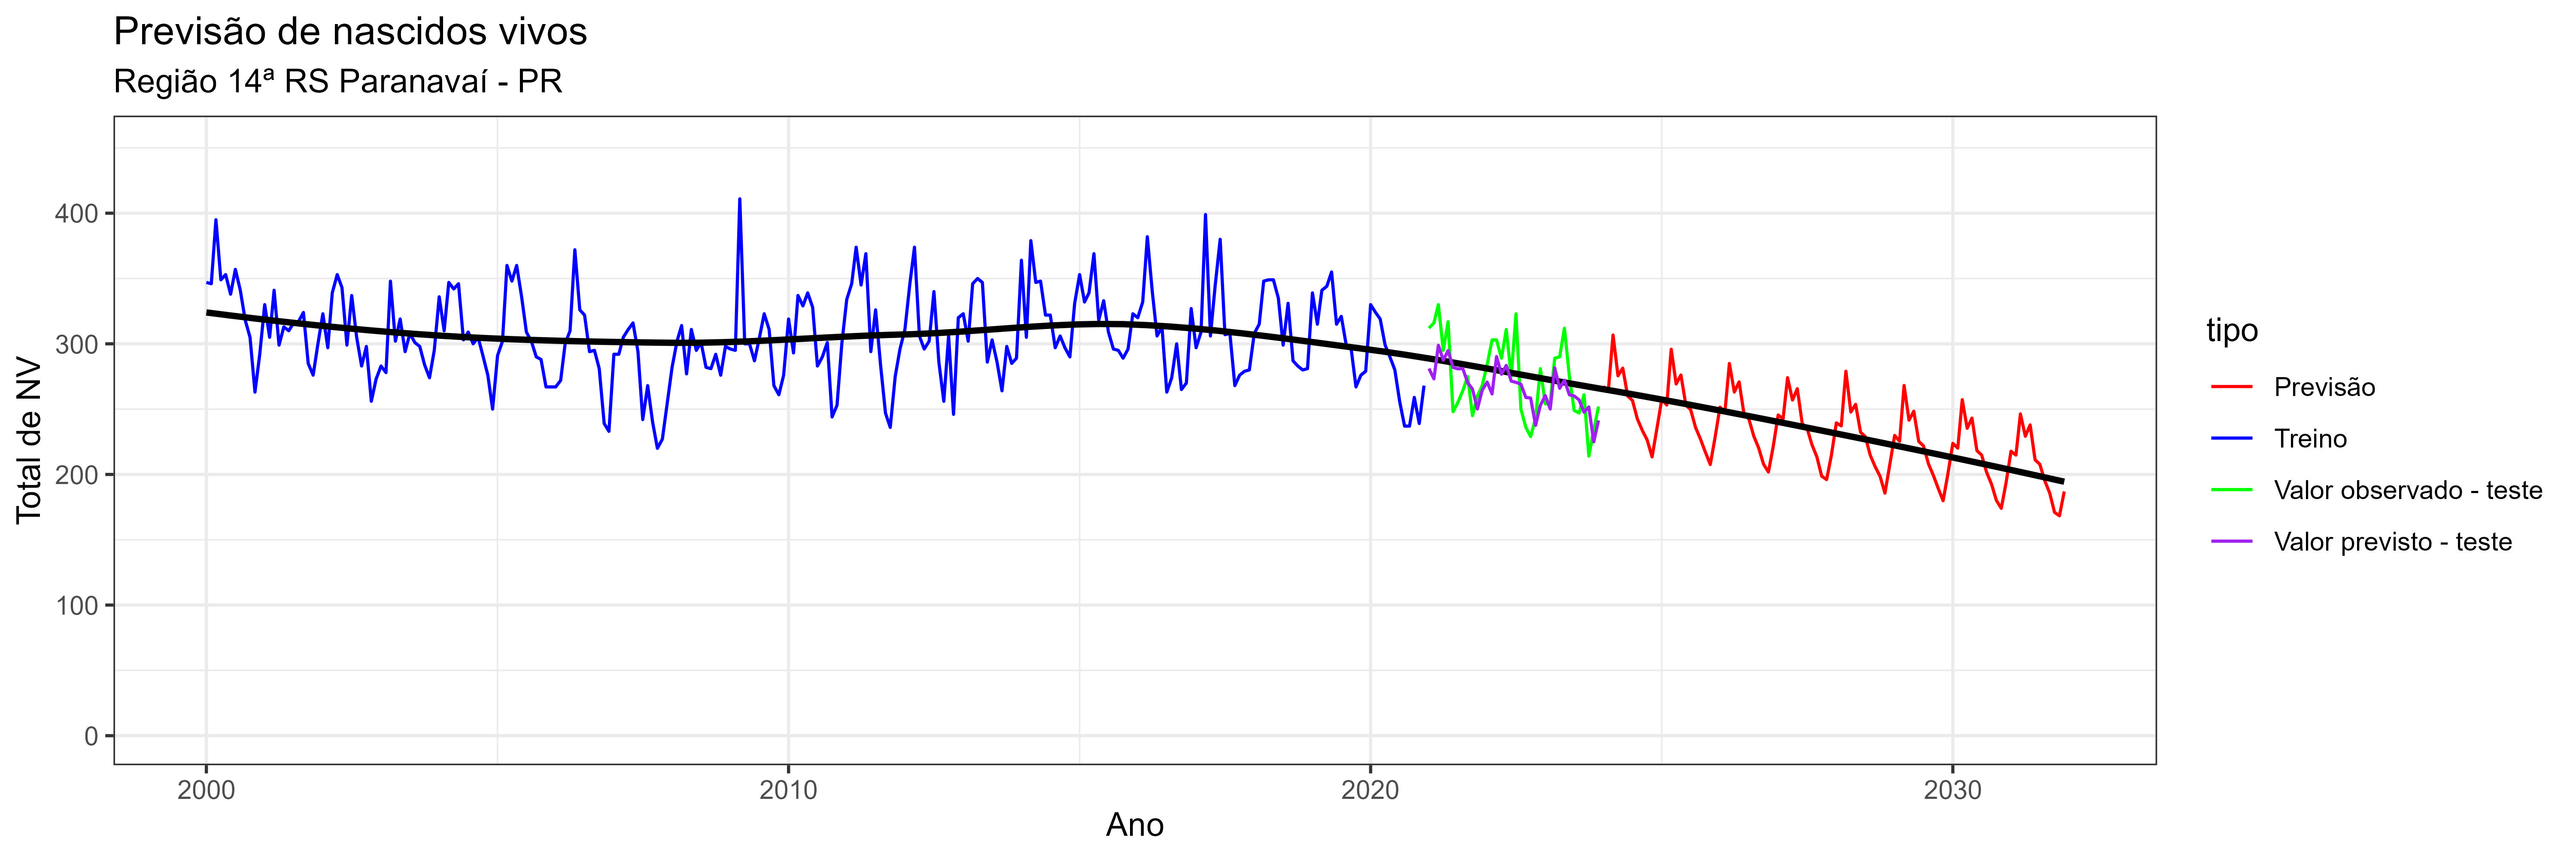 Previsão de nascidos vivos
Região 14ª RS Paranavaí - PR
Total de NV
400
300
200
100
0
2000
2010
2020
2030
Ano
tipo
Previsão
Treino
Valor observado - teste
Valor previsto - teste